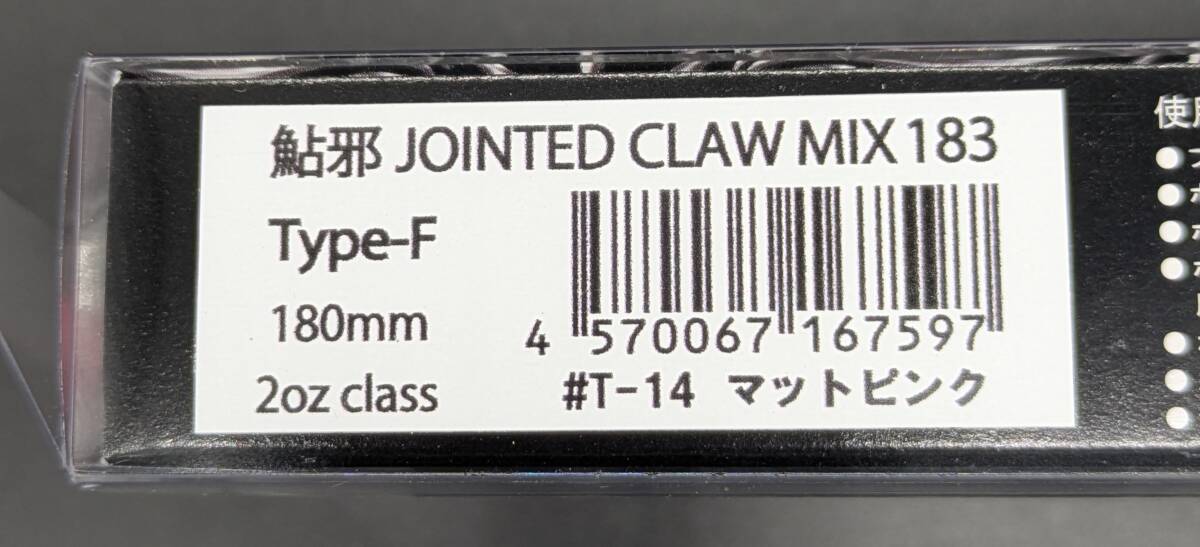 鮎邪 JOINTED CLAW MIX 183
Type-F
180mm
4 570067 167597
2oz class
#T-14 マットピンク